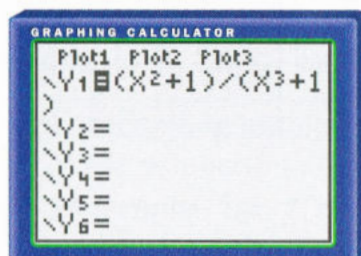 GRAPHING CALCULATOR
Plot1 Plot2 Plot3
\Y₁=(X²+1)/(X³+1
)
\Y₂=
\Y₃=
\Y₄=
\Y₅=
\Y₆=